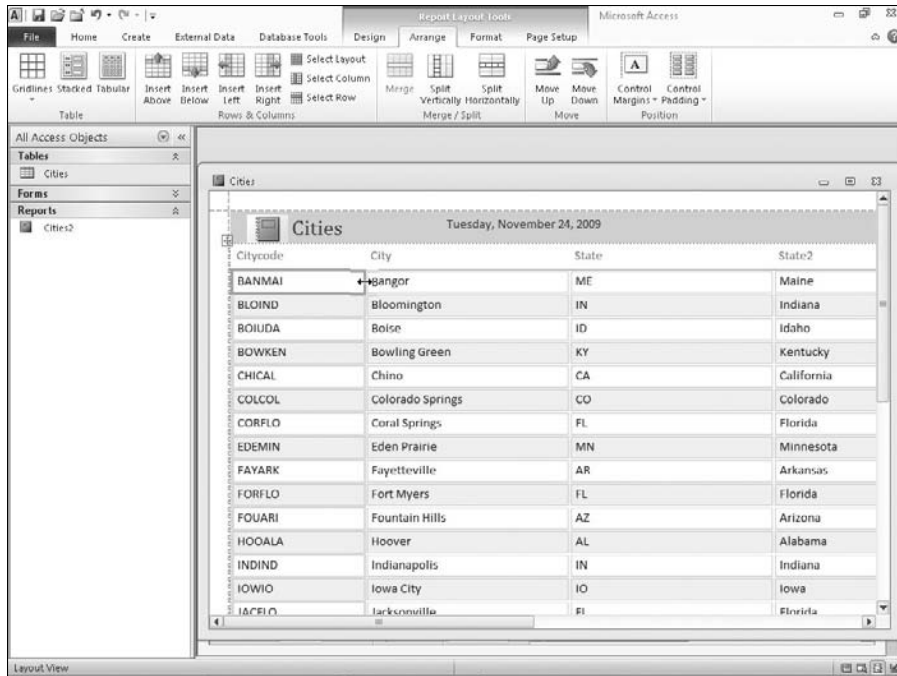 Report Layout Tools Microsoft Access
File Home Create External Data Database Tools Design Arrange Format Page Setup
Gridlines Stacked Tabular Insert Above Insert Below Insert Left Insert Right Select Layout Select Column Select Row Merge Split Vertically Split Horizontally Move Up Move Down Control Margins Control Padding
Table Rows & Columns Merge / Split Move Position
All Access Objects
Tables
Cities
Forms
Reports
Cities2
Cities
Cities Tuesday, November 24, 2009
Citycode City State State2
BANMAI Bangor ME Maine
BLOIND Bloomington IN Indiana
BOIUDA Boise ID Idaho
BOWKEN Bowling Green KY Kentucky
CHICAL Chino CA California
COLCOL Colorado Springs CO Colorado
CORFLO Coral Springs FL Florida
EDEMIN Eden Prairie MN Minnesota
FAYARK Fayetteville AR Arkansas
FORFLO Fort Myers FL Florida
FOUARI Fountain Hills AZ Arizona
HOOALA Hoover AL Alabama
INDIND Indianapolis IN Indiana
IOWIO Iowa City IO Iowa
JACFLO Jacksonville FL Florida
Layout View